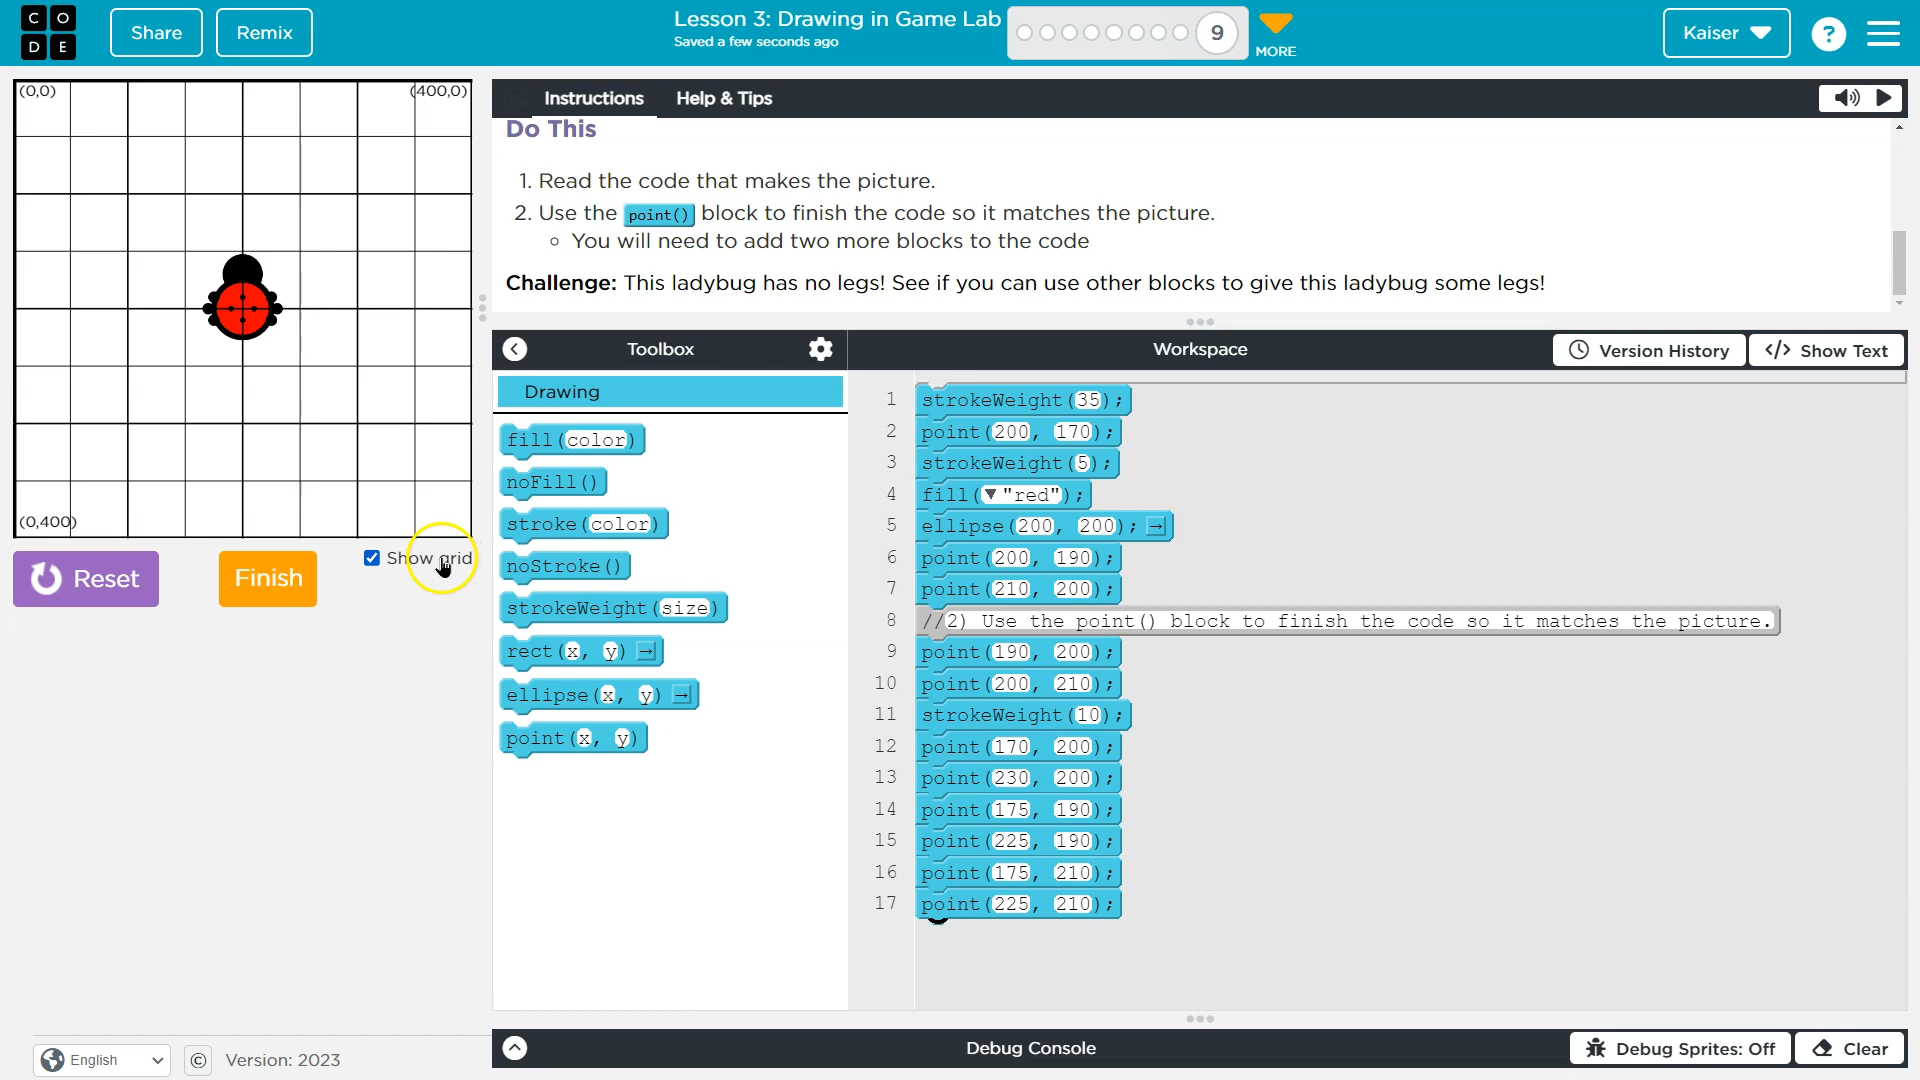 C O
D E
Share
Remix
Lesson 3: Drawing in Game Lab
Saved a few seconds ago
9
MORE
Kaiser
?
(0,0)
(400,0)
(0,400)
Reset
Finish
Show grid
Instructions
Help & Tips
Do This
1. Read the code that makes the picture.
2. Use the point() block to finish the code so it matches the picture.
You will need to add two more blocks to the code
Challenge: This ladybug has no legs! See if you can use other blocks to give this ladybug some legs!
Toolbox
Workspace
Version History
</> Show Text
Drawing
fill(color)
noFill()
stroke(color)
noStroke()
strokeWeight(size)
rect(x, y) →
ellipse(x, y) →
point(x, y)
1 strokeWeight(35);
2 point(200, 170);
3 strokeWeight(5);
4 fill(▼"red");
5 ellipse(200, 200); →
6 point(200, 190);
7 point(210, 200);
8 //2) Use the point() block to finish the code so it matches the picture.
9 point(190, 200);
10 point(200, 210);
11 strokeWeight(10);
12 point(170, 200);
13 point(230, 200);
14 point(175, 190);
15 point(225, 190);
16 point(175, 210);
17 point(225, 210);
English
©
Version: 2023
Debug Console
Debug Sprites: Off
Clear